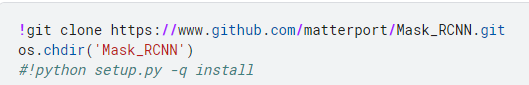 !git clone https://www.github.com/matterport/Mask_RCNN.git
os.chdir('Mask_RCNN')
#!python setup.py -q install